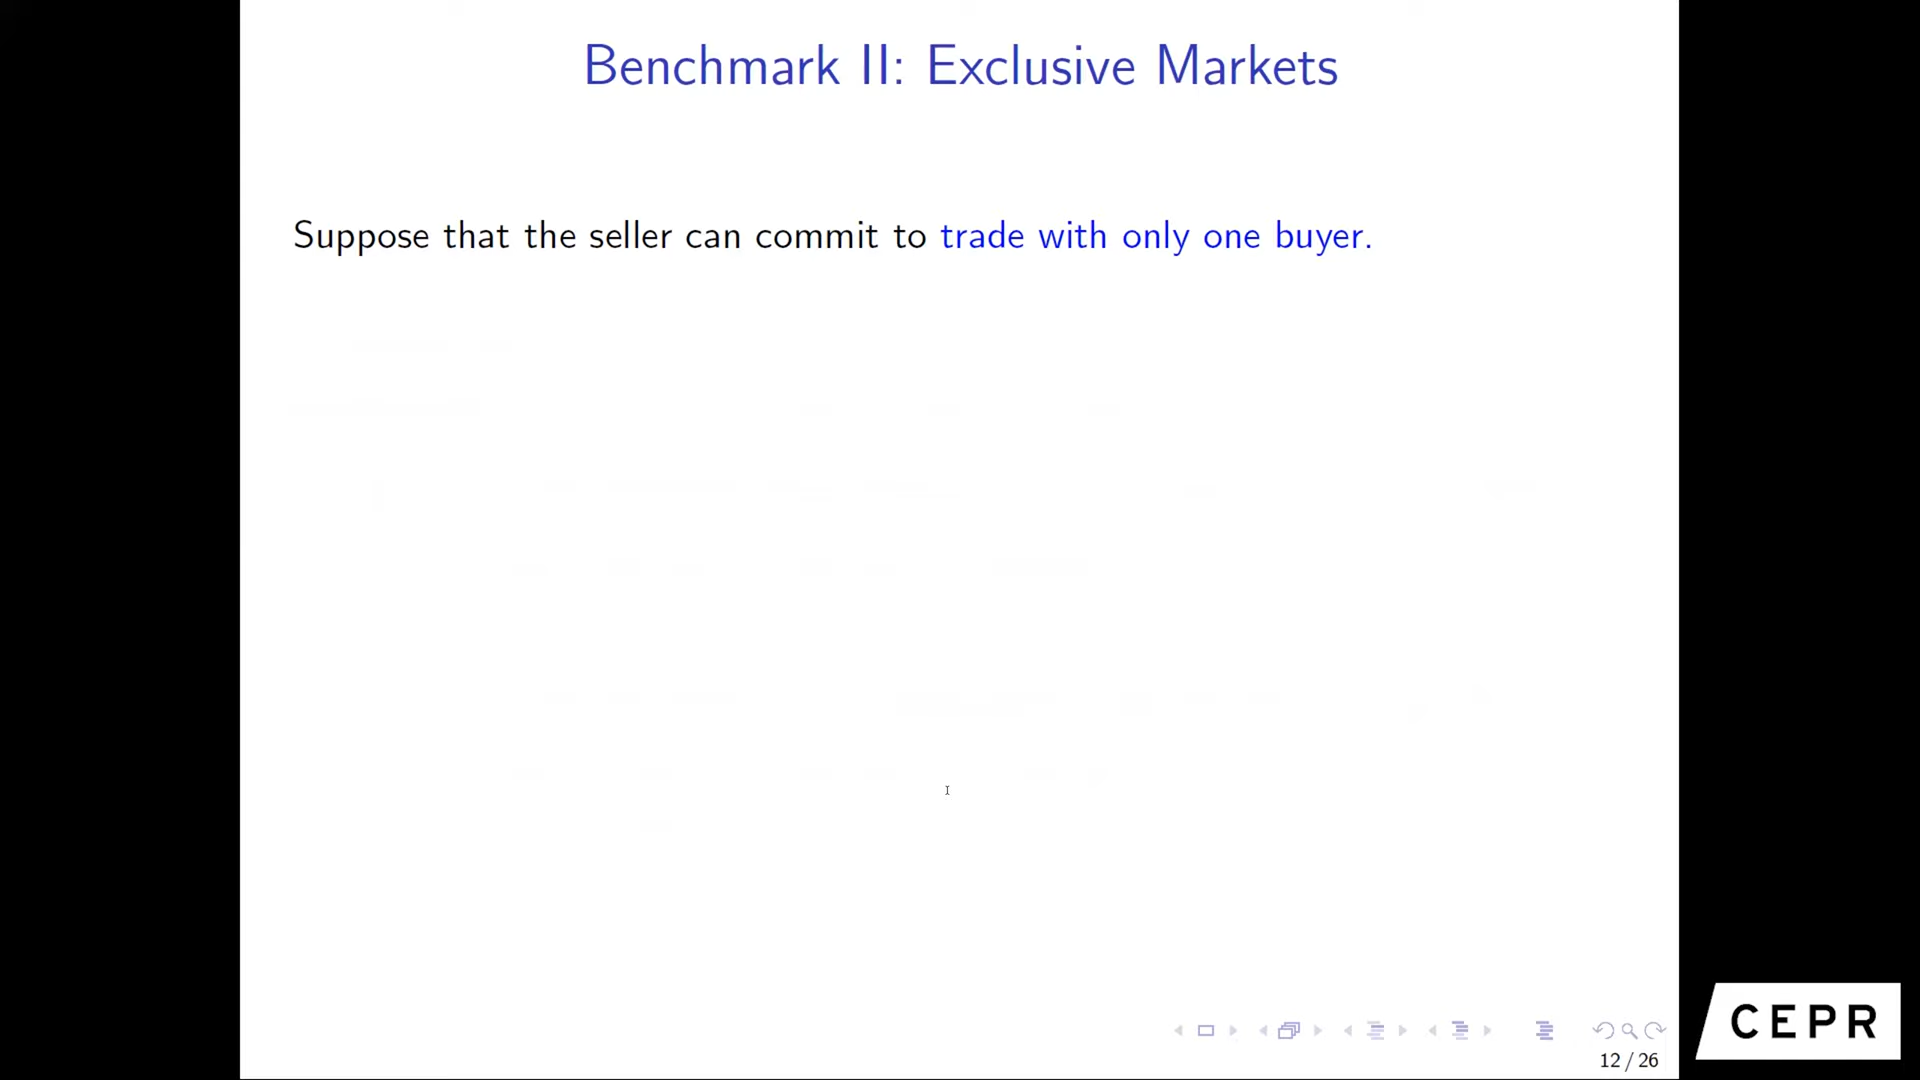 Benchmark II: Exclusive Markets
Suppose that the seller can commit to trade with only one buyer.
12 / 26
CEPR